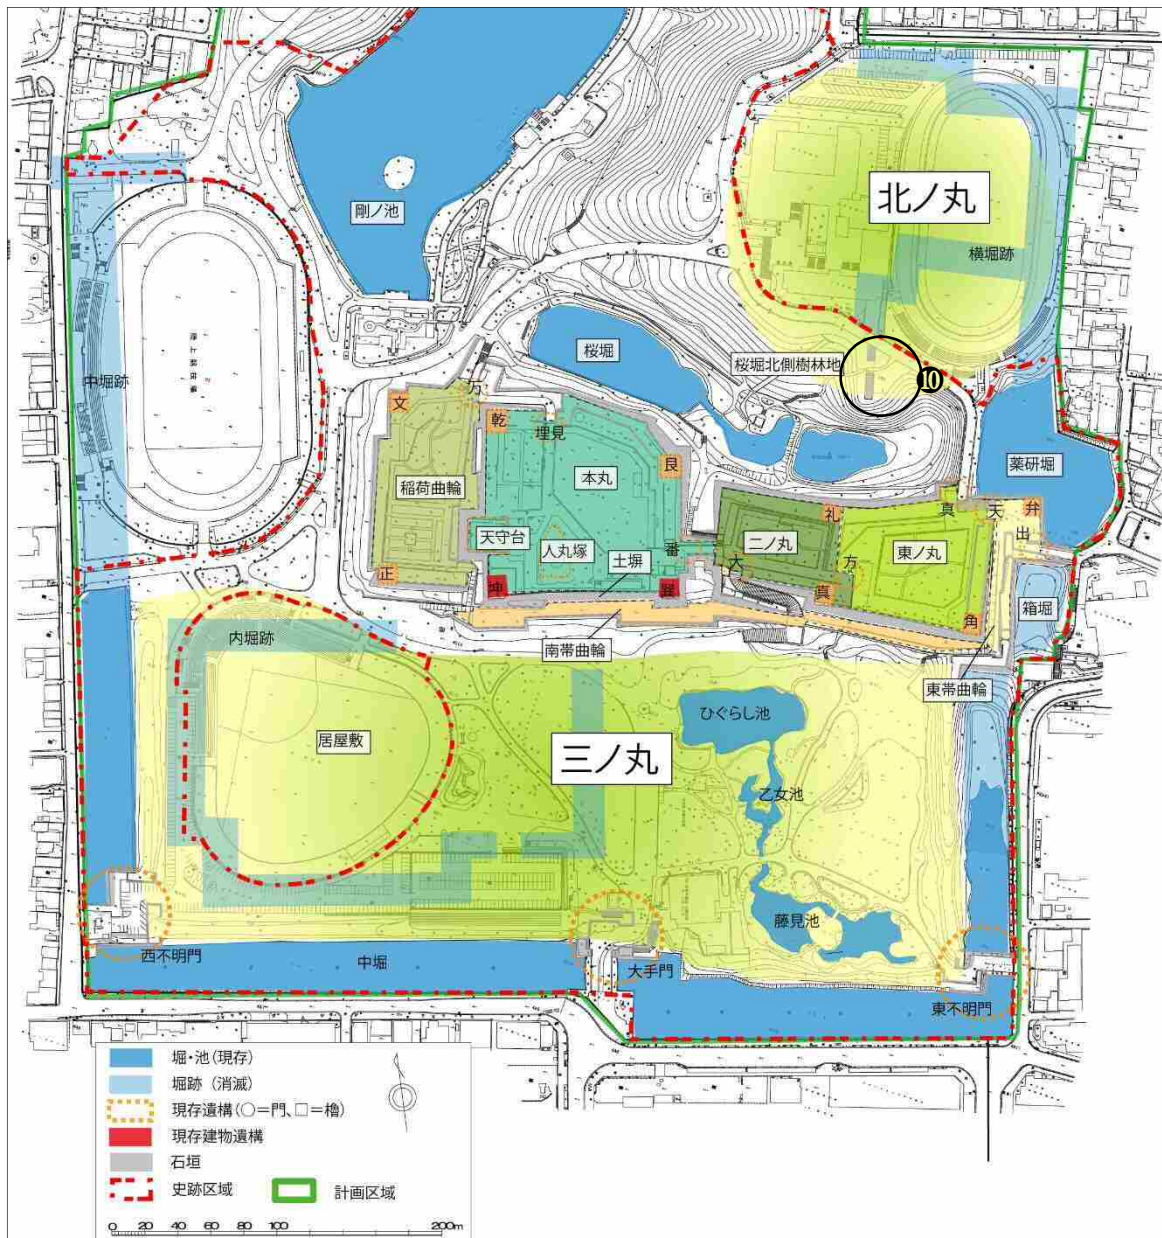 剛ノ池
北ノ丸
横堀跡
桜堀
桜堀北側樹林地
⑩
中堀跡
陸上競技場
文
乾
埋見
艮
稲荷曲輪
本丸
薬研堀
天守台
人丸塚
土塀
番
二ノ丸
礼
東ノ丸
真
天
弁
出
大
方
正
坤
巽
真
角
箱堀
南帯曲輪
東帯曲輪
内堀跡
居屋敷
三ノ丸
ひぐらし池
乙女池
藤見池
西不明門
中堀
大手門
東不明門
堀・池(現存)
堀跡 (消滅)
現存遺構(○=門、□=櫓)
現存建物遺構
石垣
史跡区域
計画区域
0 20 40 60 80 100 200m